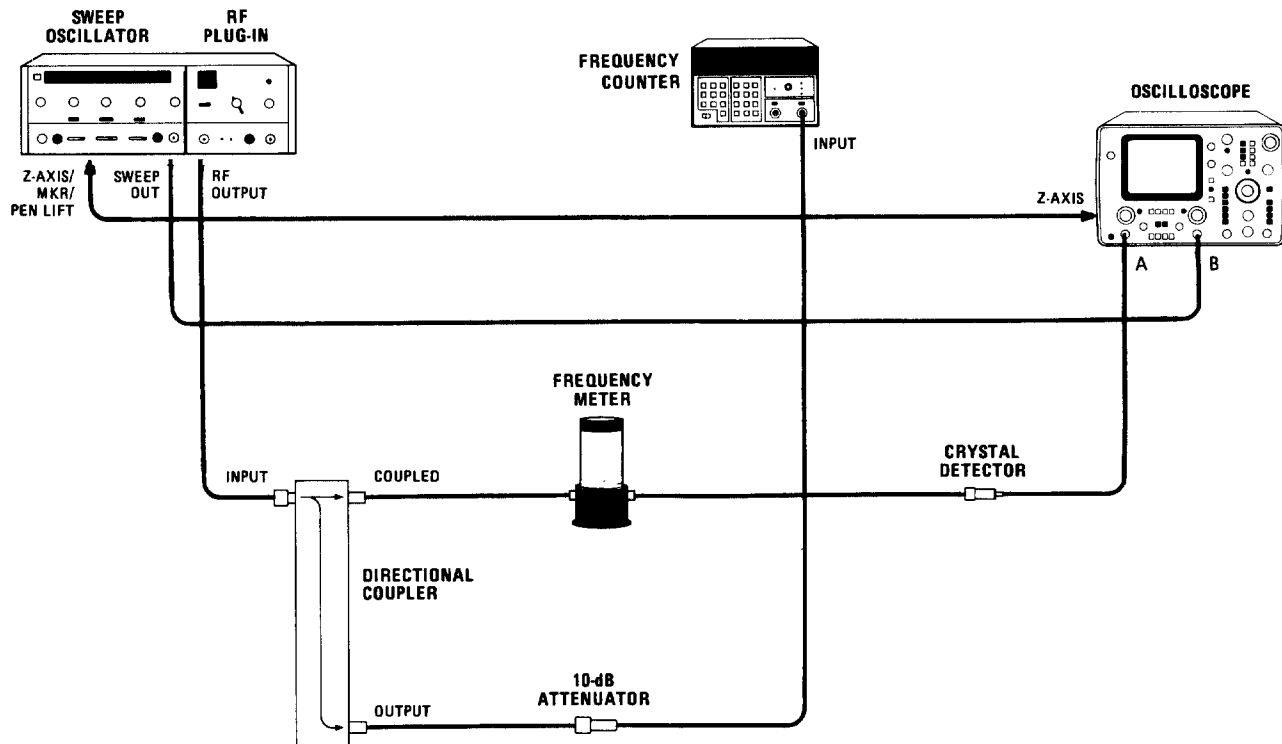 SWEEP
OSCILLATOR
RF
PLUG-IN
FREQUENCY
COUNTER
OSCILLOSCOPE
INPUT
Z-AXIS/
MKR/
PEN LIFT
SWEEP
OUT
RF
OUTPUT
Z-AXIS
A
B
FREQUENCY
METER
INPUT
COUPLED
CRYSTAL
DETECTOR
DIRECTIONAL
COUPLER
10-dB
ATTENUATOR
OUTPUT